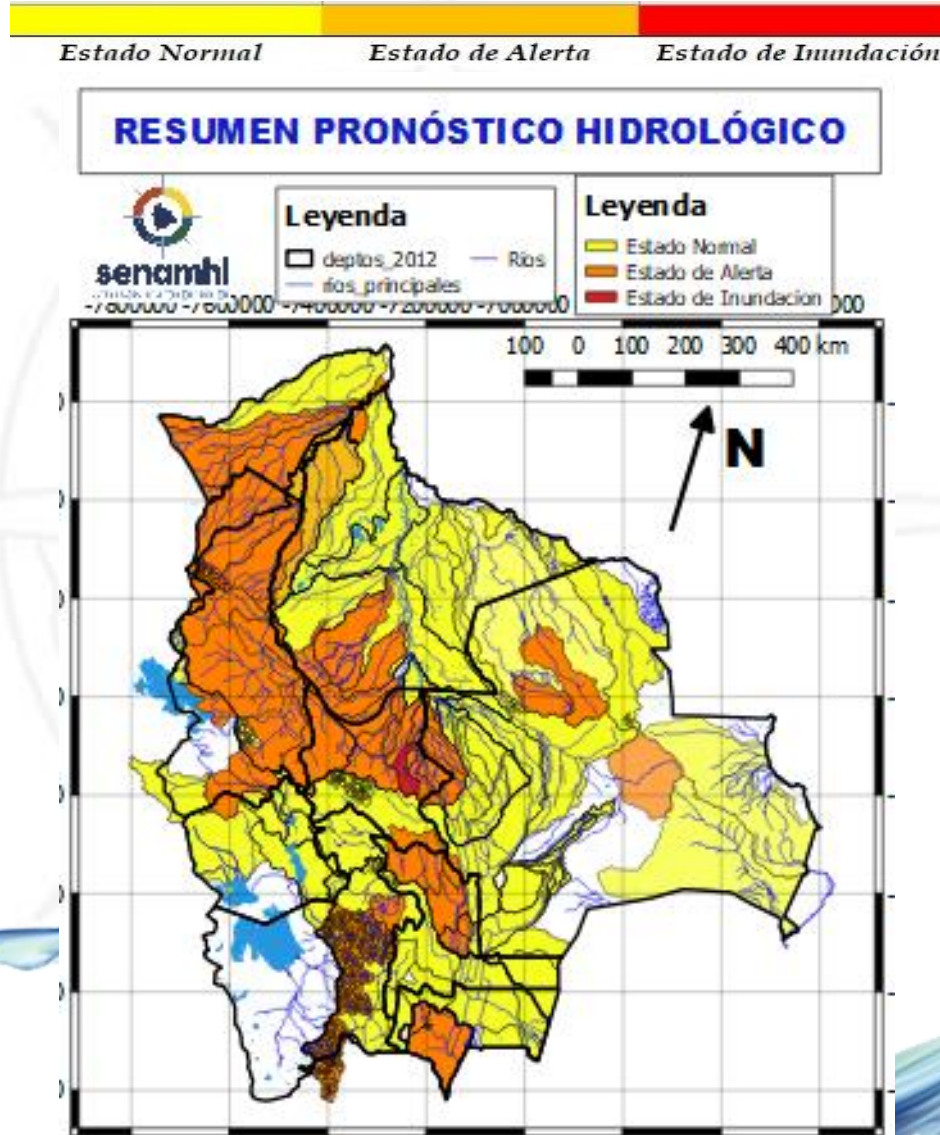 Estado Normal Estado de Alerta Estado de Inundación
RESUMEN PRONÓSTICO HIDROLÓGICO
senamhi
Leyenda
deptos_2012 Rios
rios_principales
Leyenda
Estado Normal
Estado de Alerta
Estado de Inundacion
-7800000 -7600000 -7400000 -7200000 -7000000
100 0 100 200 300 400 km
N